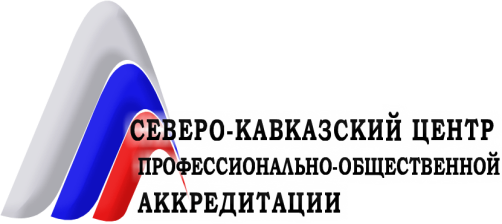 СЕВЕРО-КАВКАЗСКИЙ ЦЕНТР
ПРОФЕССИОНАЛЬНО-ОБЩЕСТВЕННОЙ
АККРЕДИТАЦИИ